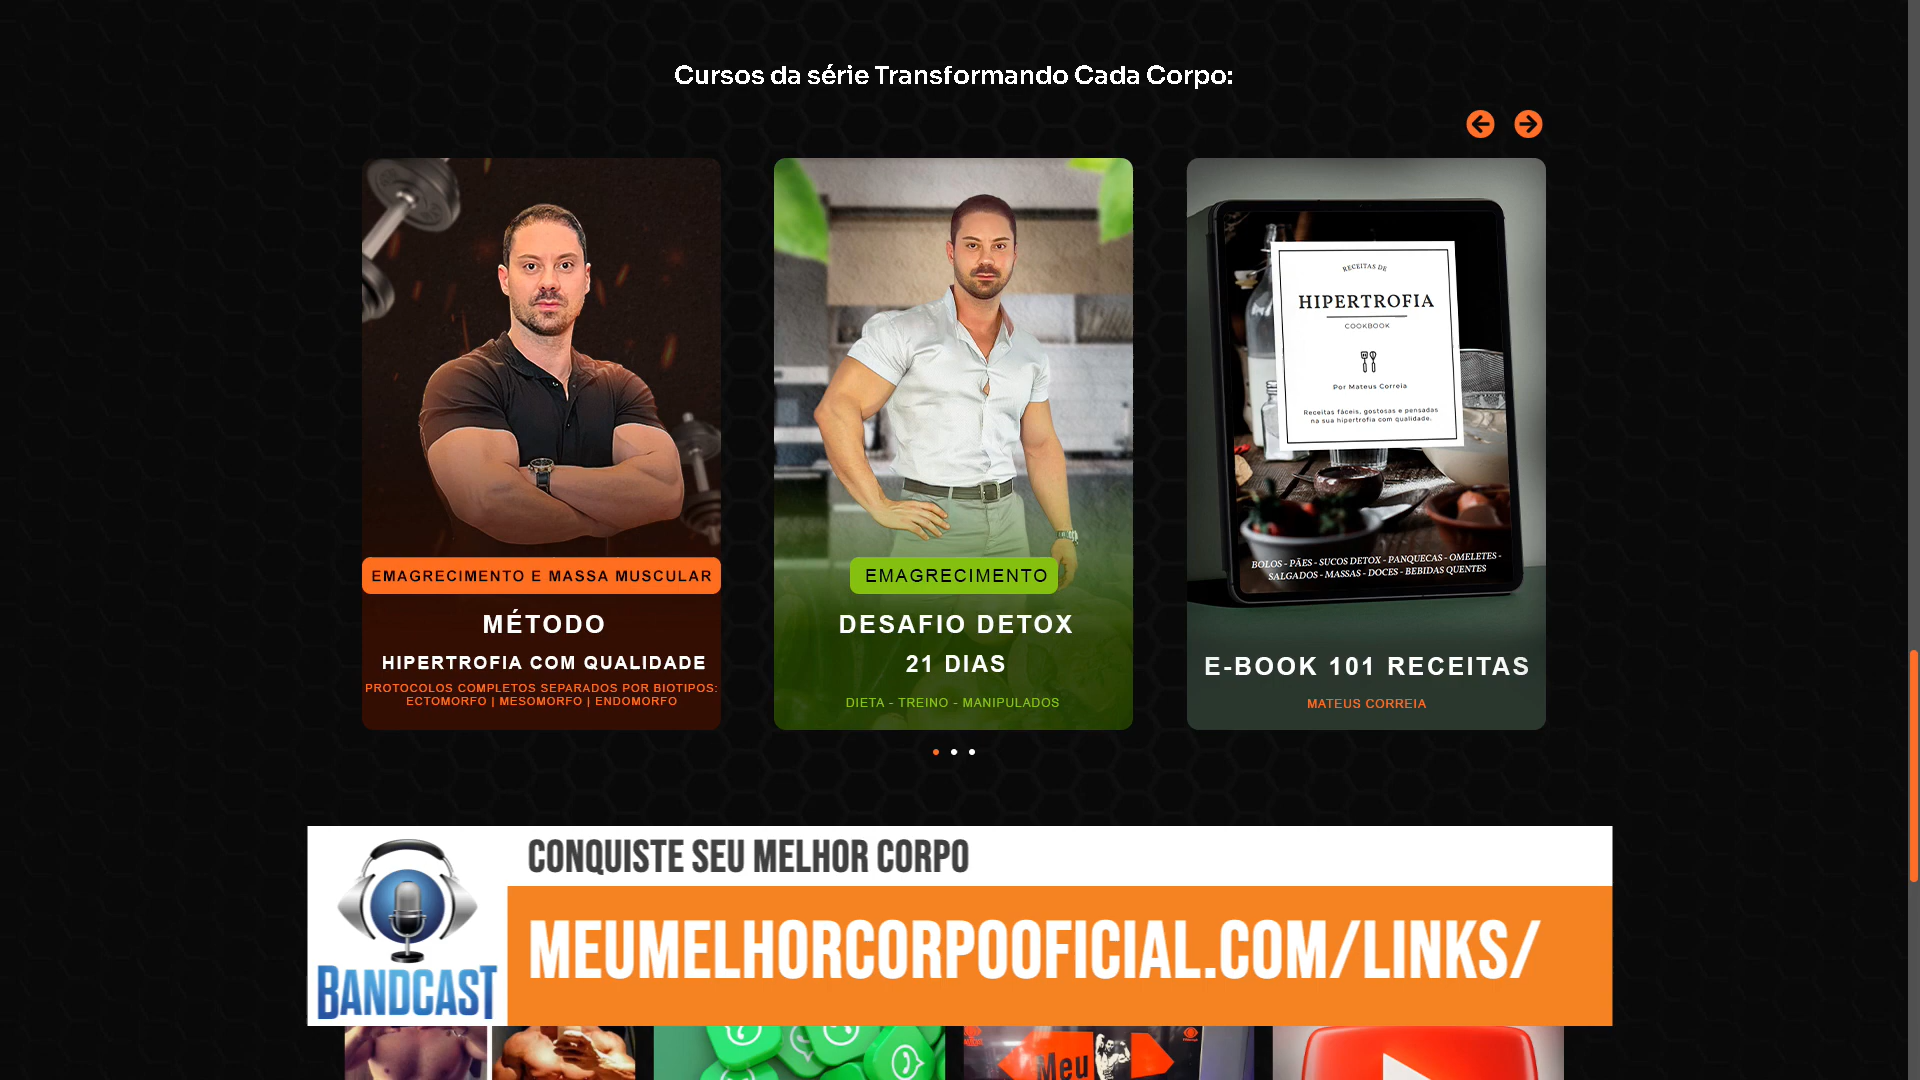 Cursos da série Transformando Cada Corpo:
EMAGRECIMENTO E MASSA MUSCULAR
MÉTODO
HIPERTROFIA COM QUALIDADE
PROTOCOLOS COMPLETOS SEPARADOS POR BIOTIPOS:
ECTOMORFO | MESOMORFO | ENDOMORFO
EMAGRECIMENTO
DESAFIO DETOX
21 DIAS
DIETA - TREINO - MANIPULADOS
RECEITAS DE
HIPERTROFIA
COOKBOOK
Por Mateus Correia
Receitas fáceis, gostosas e pensadas
na sua hipertrofia com qualidade.
BOLOS - PÃES - SUCOS DETOX - PANQUECAS - OMELETES -
SALGADOS - MASSAS - DOCES - BEBIDAS QUENTES
E-BOOK 101 RECEITAS
MATEUS CORREIA
CONQUISTE SEU MELHOR CORPO
MEUMELHORCORPOOFICIAL.COM/LINKS/
BANDCAST
Meu